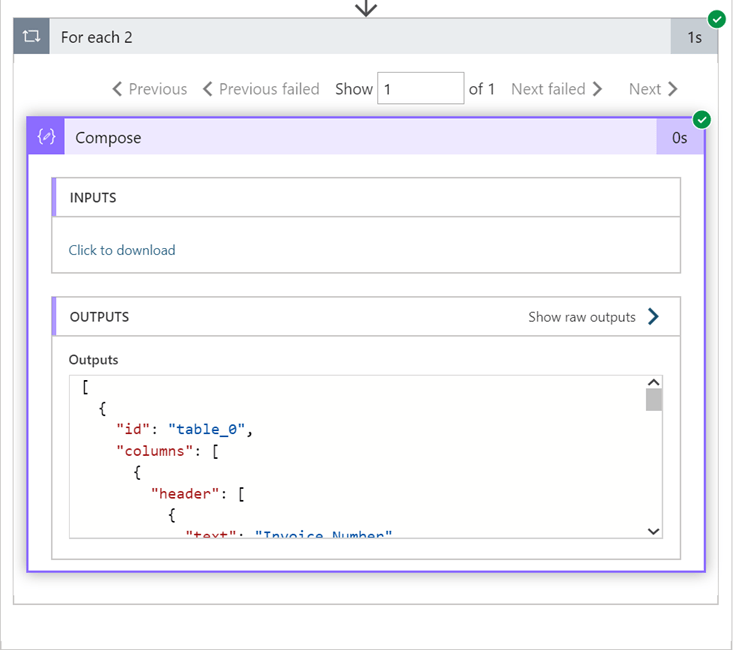 For each 2
1s
Previous Previous failed Show 1 of 1 Next failed Next
Compose
0s
INPUTS
Click to download
OUTPUTS
Show raw outputs
Outputs
[
{
"id": "table_0",
"columns": [
{
"header": [
{
"text": "Invoice Number"